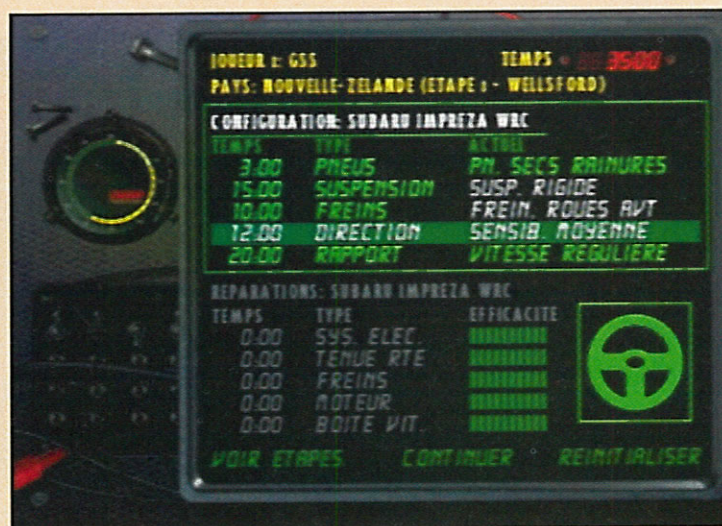 JOUEUR 1: GSS TEMPS 3500
PAYS: NOUVELLE-ZELANDE (ETAPE 1 - WELLSFORD)
CONFIGURATION: SUBARU IMPREZA WRC
TEMPS TYPE ACTUEL
3:00 PNEUS PN. SECS RAINURES
15:00 SUSPENSION SUSP. RIGIDE
10:00 FREINS FREIN. ROUES AVT
12:00 DIRECTION SENSIB. MOYENNE
20:00 RAPPORT VITESSE REGULIERE
REPARATIONS: SUBARU IMPREZA WRC
TEMPS TYPE EFFICACITE
0:00 SYS. ELEC.
0:00 TENUE RTE
0:00 FREINS
0:00 MOTEUR
0:00 BOITE VIT.
VOIR ETAPES CONTINUER REINITIALISER